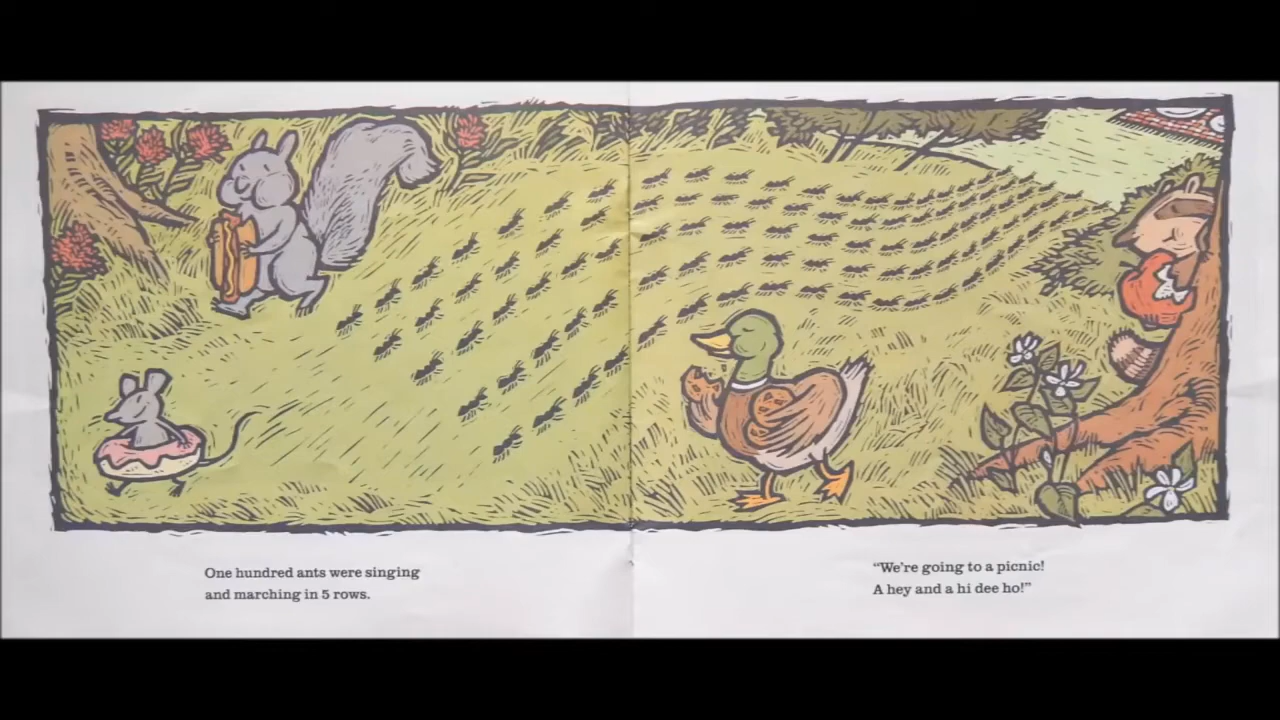 One hundred ants were singing
and marching in 5 rows.
“We’re going to a picnic!
A hey and a hi dee ho!”